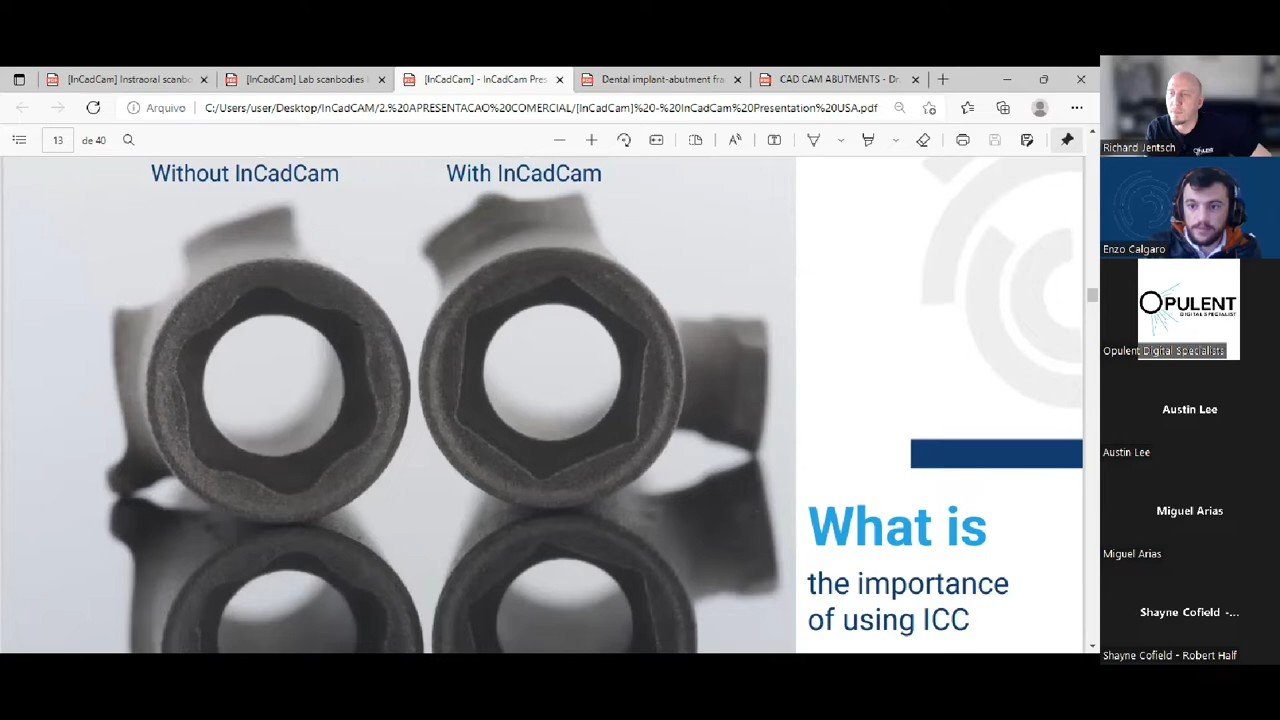 [InCadCam] Instraoral scanbo
[InCadCam] Lab scanbodies
[InCadCam] - InCadCam Pres
Dental implant-abutment fra
CAD CAM ABUTMENTS - Dr.
Arquivo
C:/Users/user/Desktop/InCadCAM/2.%20APRESENTACAO%20COMERCIAL/[InCadCam]%20-%20InCadCam%20Presentation%20USA.pdf
13 de 40
Without InCadCam
With InCadCam
What is
the importance
of using ICC
Richard Jentsch
Enzo Calgaro
OPULENT
DIGITAL SPECIALIST
Opulent Digital Specialists
Austin Lee
Austin Lee
Miguel Arias
Miguel Arias
Shayne Cofield -...
Shayne Cofield - Robert Half